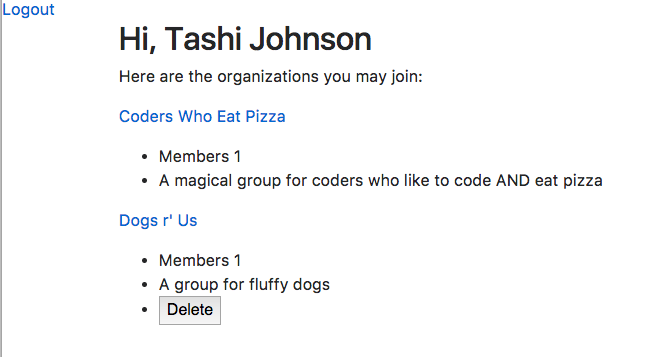 Logout
Hi, Tashi Johnson
Here are the organizations you may join:
Coders Who Eat Pizza
Members 1
A magical group for coders who like to code AND eat pizza
Dogs r' Us
Members 1
A group for fluffy dogs
Delete